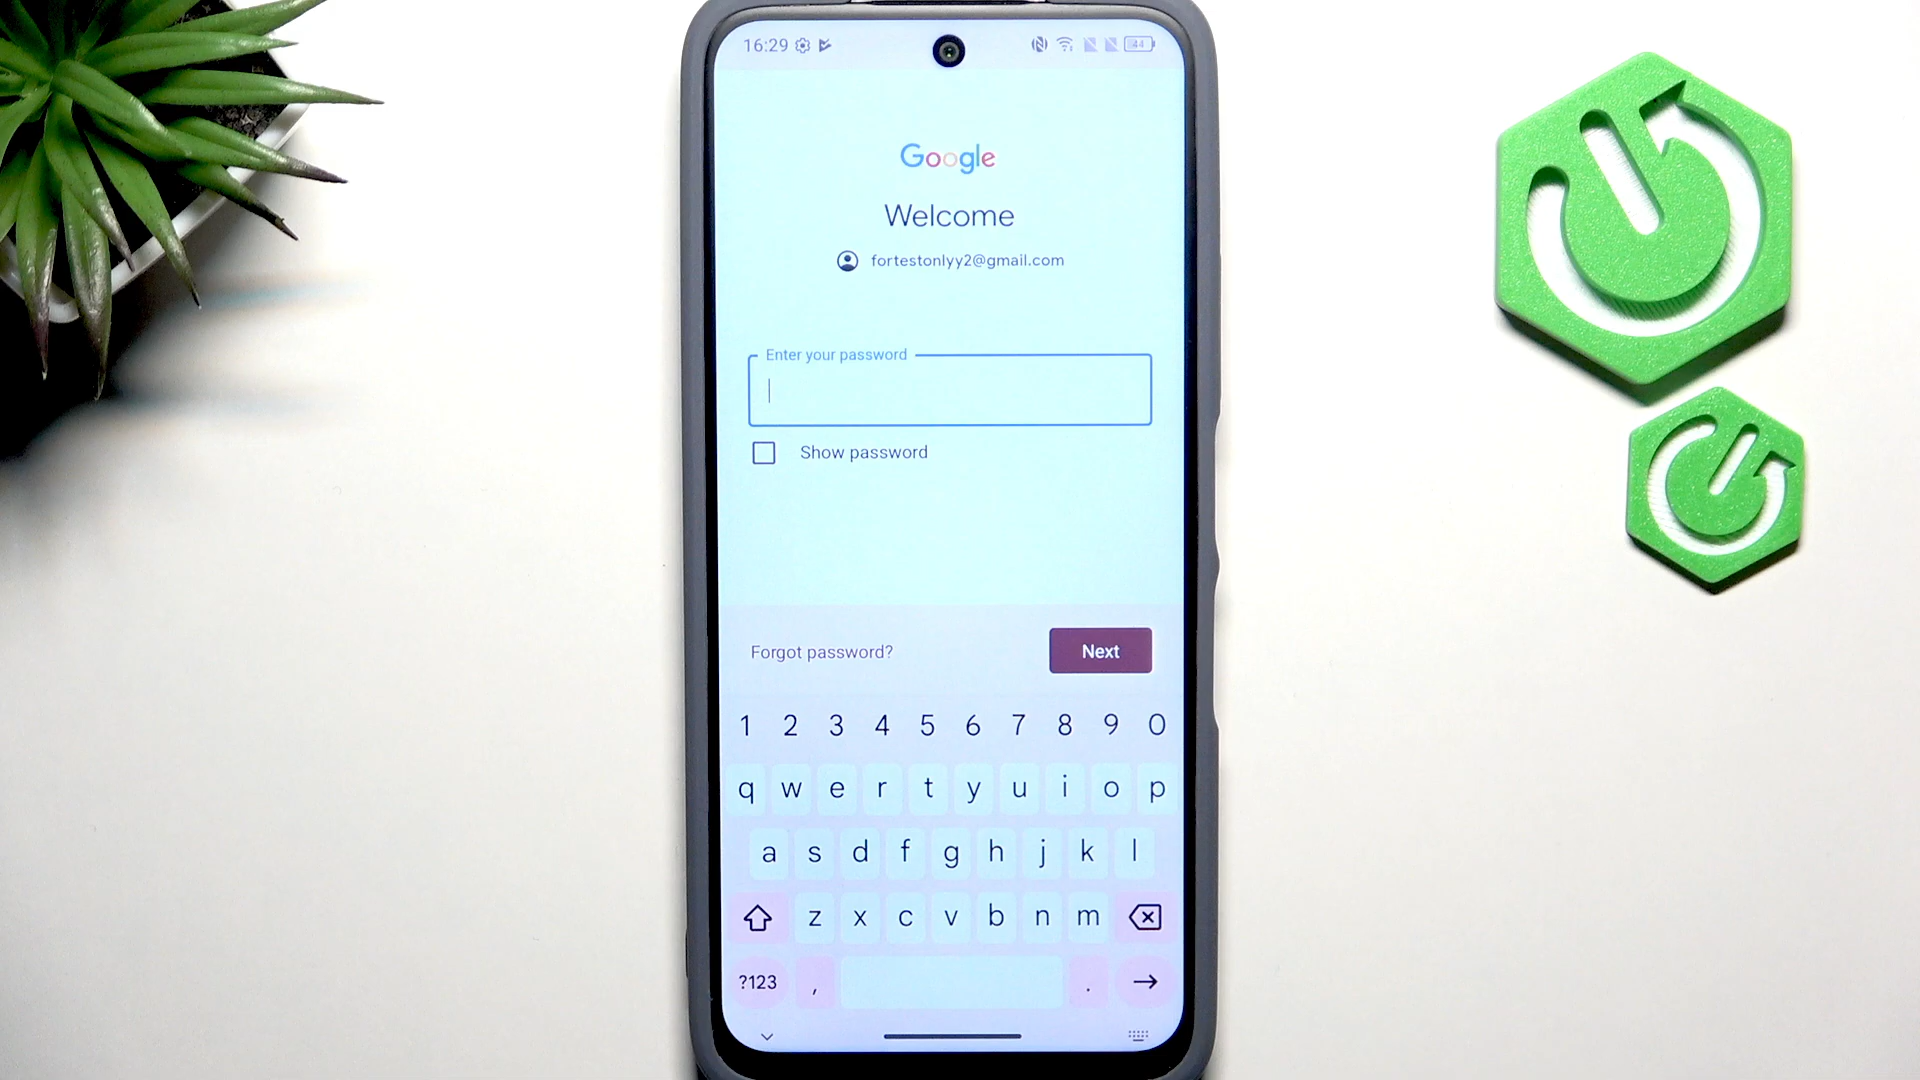 16:29
44
Google
Welcome
fortestonlyy2@gmail.com
Enter your password
Show password
Forgot password?
Next
1 2 3 4 5 6 7 8 9 0
q w e r t y u i o p
a s d f g h j k l
z x c v b n m
?123 , .